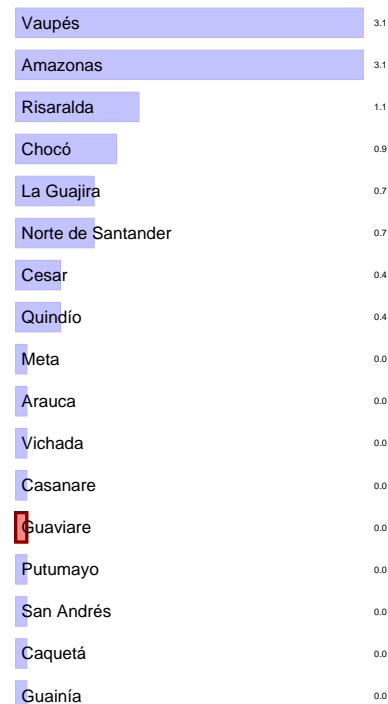 Vaupés 3.1
Amazonas 3.1
Risaralda 1.1
Chocó 0.9
La Guajira 0.7
Norte de Santander 0.7
Cesar 0.4
Quindío 0.4
Meta 0.0
Arauca 0.0
Vichada 0.0
Casanare 0.0
Guaviare 0.0
Putumayo 0.0
San Andrés 0.0
Caquetá 0.0
Guainía 0.0